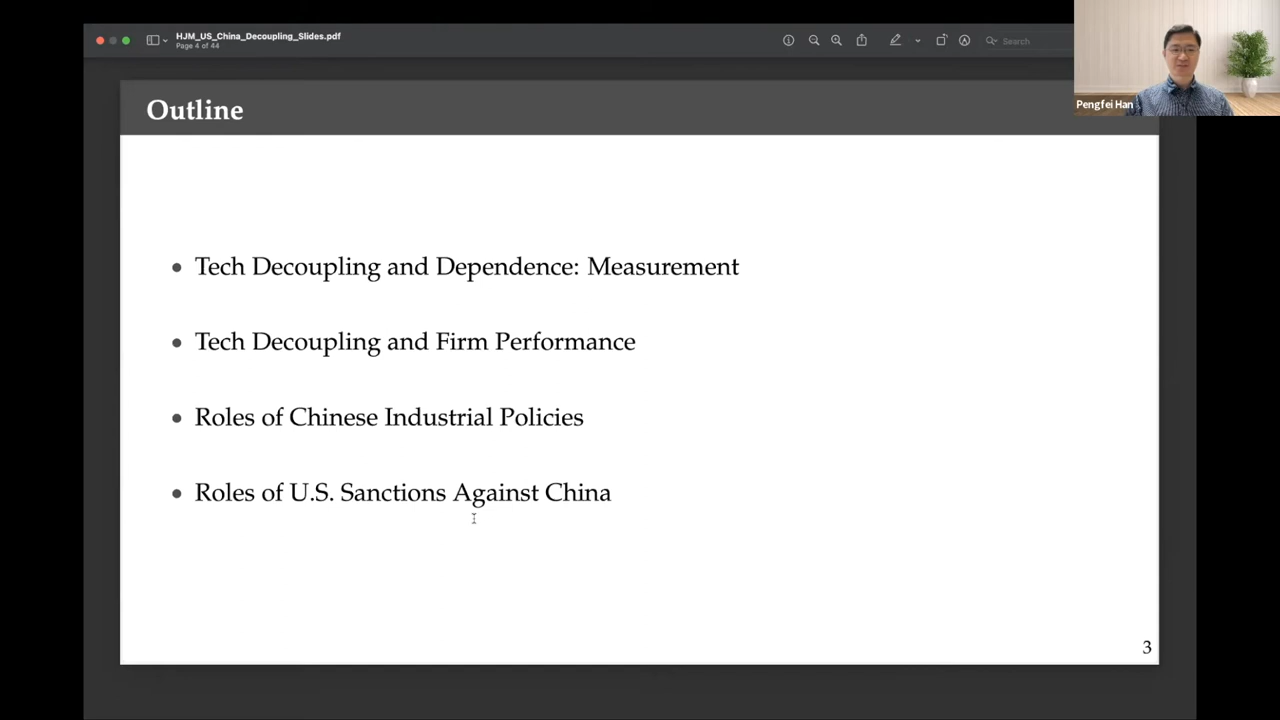 HJM_US_China_Decoupling_Slides.pdf
Page 4 of 44
Search
Pengfei Han
Outline
• Tech Decoupling and Dependence: Measurement
• Tech Decoupling and Firm Performance
• Roles of Chinese Industrial Policies
• Roles of U.S. Sanctions Against China
3